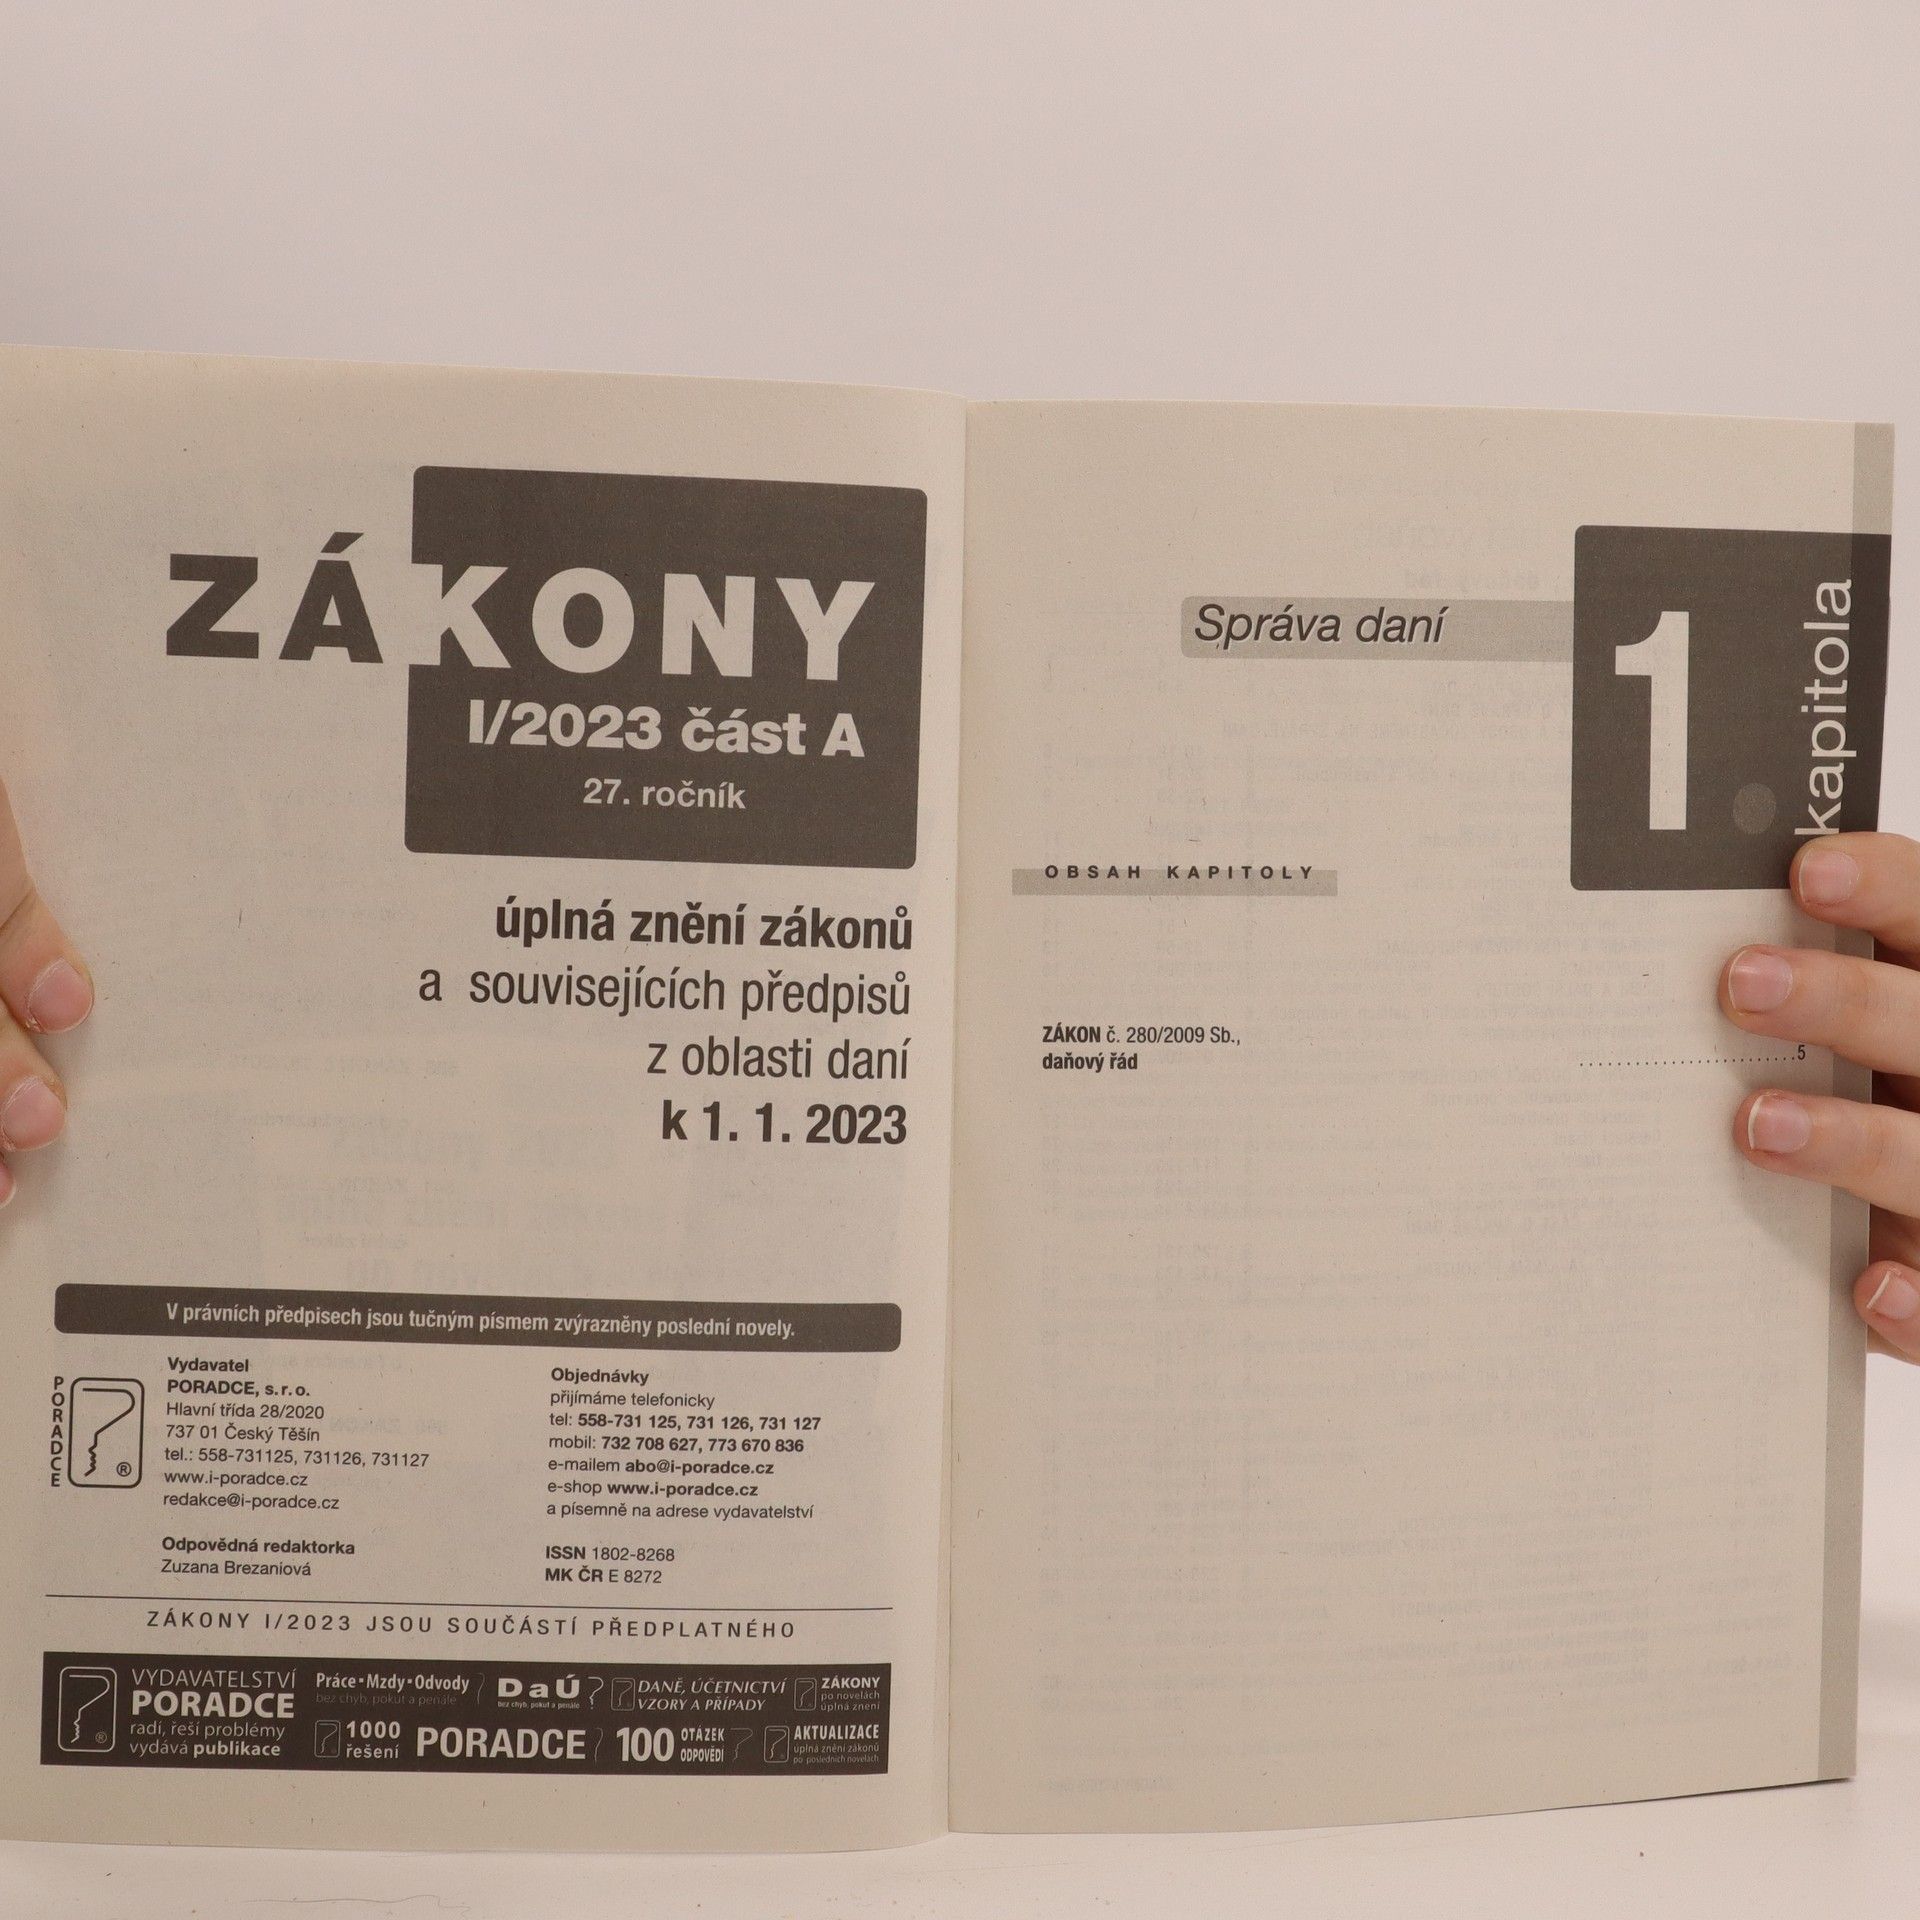 ZÁKONY
I/2023 část A
27. ročník
úplná znění zákonů
a souvisejících předpisů
z oblasti daní
k 1. 1. 2023
V právních předpisech jsou tučným písmem zvýrazněny poslední novely.
PORADCE
®
Vydavatel
PORADCE, s.r.o.
Hlavní třída 28/2020
737 01 Český Těšín
tel.: 558-731125, 731126, 731127
www.i-poradce.cz
redakce@i-poradce.cz
Odpovědná redaktorka
Zuzana Brezaniová
Objednávky
přijímáme telefonicky
tel: 558-731 125, 731 126, 731 127
mobil: 732 708 627, 773 670 836
e-mailem abo@i-poradce.cz
e-shop www.i-poradce.cz
a písemně na adrese vydavatelství
ISSN 1802-8268
MK ČR E 8272
ZÁKONY I/2023 JSOU SOUČÁSTÍ PŘEDPLATNÉHO
®
VYDAVATELSTVÍ
PORADCE
radí, řeší problémy
vydává publikace
Práce▪Mzdy▪Odvody
bez chyb, pokut a penále
DaÚ
bez chyb, pokut a penále
DANĚ, ÚČETNICTVÍ
VZORY A PŘÍPADY
ZÁKONY
po novelách
úplná znění
1000
řešení
PORADCE
100
OTÁZEK
ODPOVĚDÍ
AKTUALIZACE
úplná znění zákonů
po posledních novelách
Správa daní
1.
kapitola
OBSAH KAPITOLY
ZÁKON č. 280/2009 Sb.,
daňový řád ...........................5